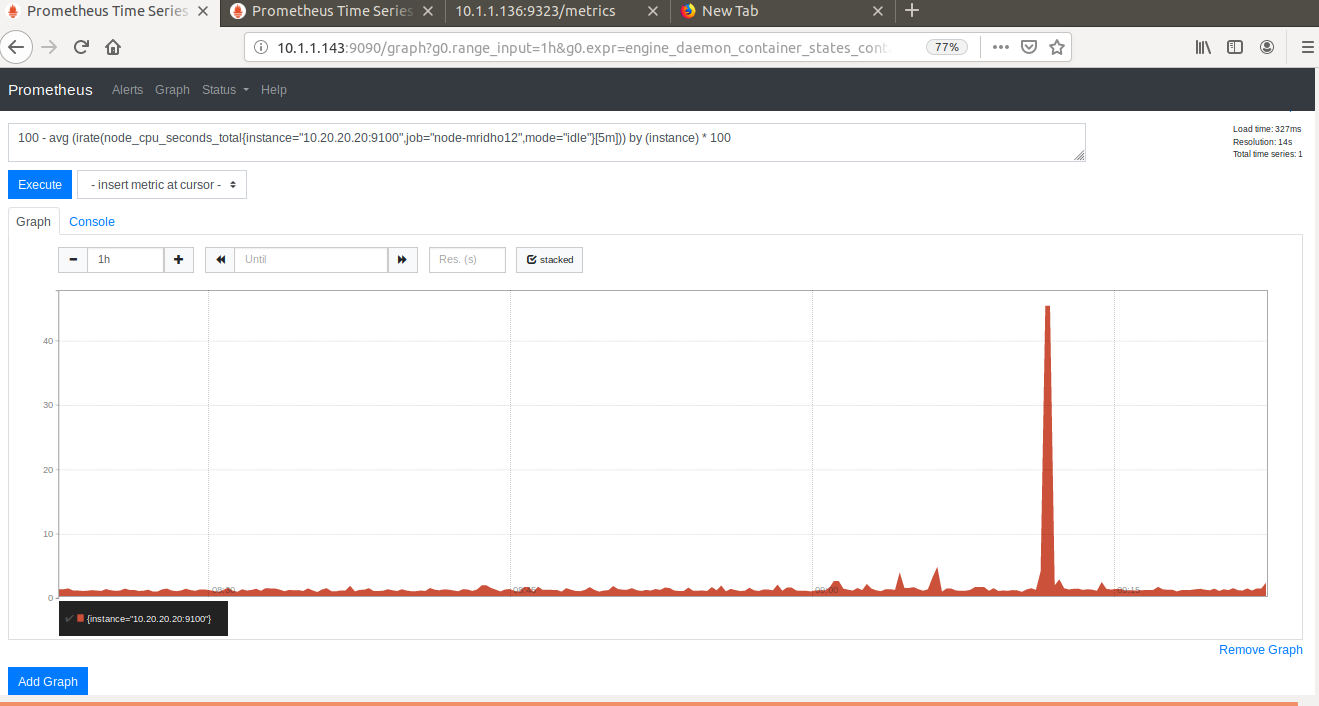 Prometheus Time Series
Prometheus Time Series
10.1.1.136:9323/metrics
New Tab
10.1.1.143:9090/graph?g0.range_input=1h&g0.expr=engine_daemon_container_states_cont
77%
Prometheus
Alerts
Graph
Status
Help
100 - avg (irate(node_cpu_seconds_total{instance="10.20.20.20:9100",job="node-mridho12",mode="idle"}[5m])) by (instance) * 100
Load time: 327ms
Resolution: 14s
Total time series: 1
Execute
- insert metric at cursor -
Graph
Console
1h
Until
Res. (s)
stacked
40
30
20
10
0
09:00
09:15
{instance="10.20.20.20:9100"}
Remove Graph
Add Graph